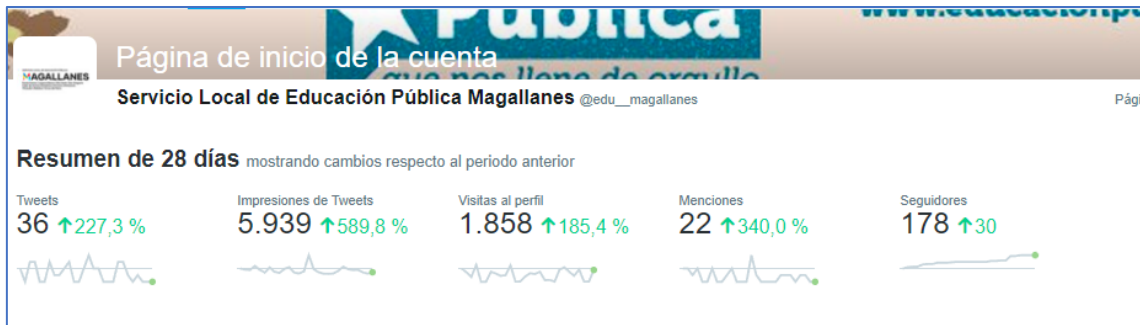 Pública
www.educacionpu
Página de inicio de la cuenta
MAGALLANES
que nos llene de orgullo
Servicio Local de Educación Pública Magallanes @edu__magallanes
Pági
Resumen de 28 días mostrando cambios respecto al periodo anterior
Tweets
36 ↑227,3 %
Impresiones de Tweets
5.939 ↑589,8 %
Visitas al perfil
1.858 ↑185,4 %
Menciones
22 ↑340,0 %
Seguidores
178 ↑30